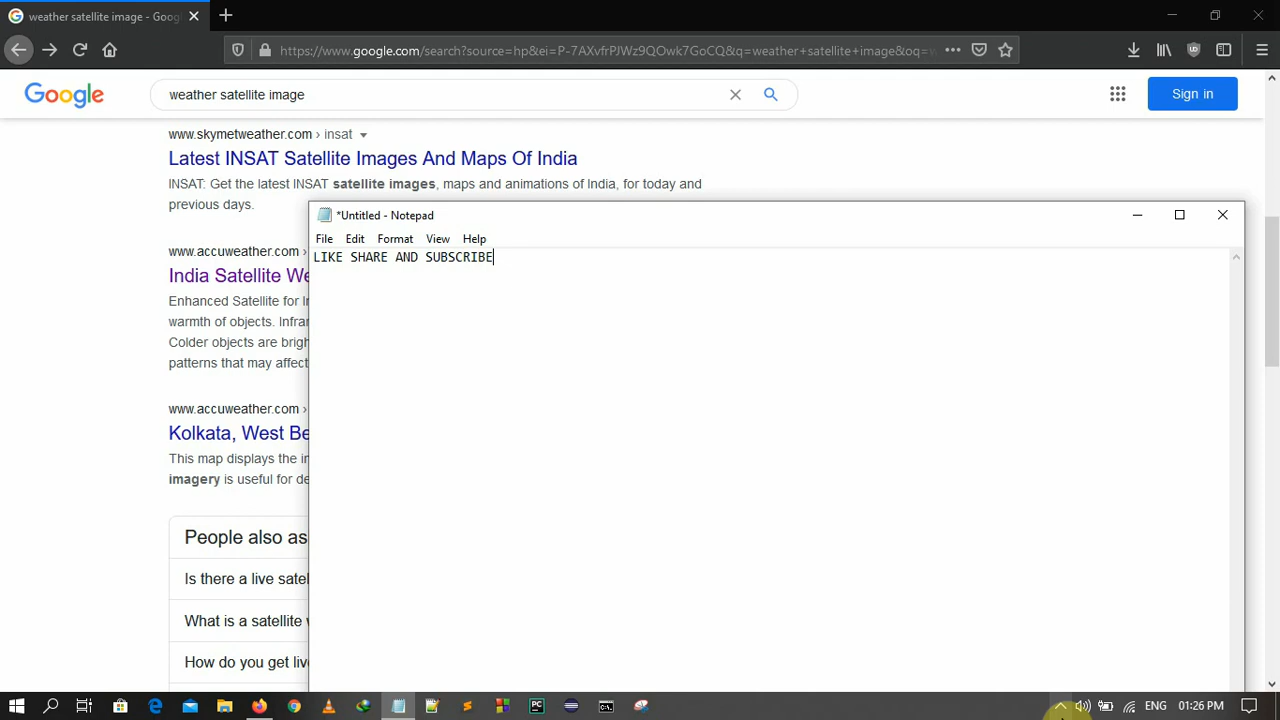 weather satellite image - Goog
https://www.google.com/search?source=hp&ei=P-7AXvfrPJWz9QOwk7GoCQ&q=weather+satellite+image&oq=w
Google
weather satellite image
Sign in
www.skymetweather.com › insat
Latest INSAT Satellite Images And Maps Of India
INSAT: Get the latest INSAT satellite images, maps and animations of India, for today and
previous days.
*Untitled - Notepad
File Edit Format View Help
LIKE SHARE AND SUBSCRIBE
www.accuweather.com ›
India Satellite We
Enhanced Satellite for I
warmth of objects. Infra
Colder objects are brigh
patterns that may affect
www.accuweather.com ›
Kolkata, West Be
This map displays the in
imagery is useful for de
People also as
Is there a live satel
What is a satellite
How do you get liv
ENG 01:26 PM